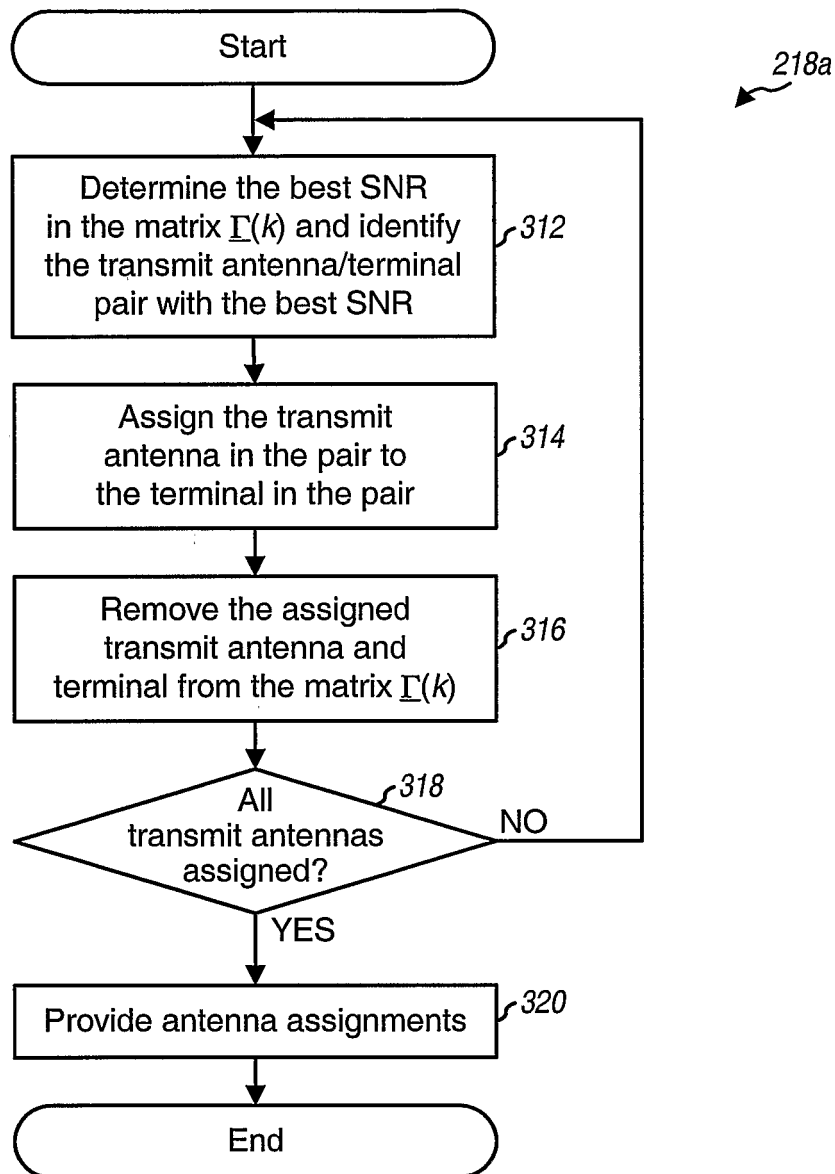 Start
218a
Determine the best SNR
in the matrix Γ(k) and identify
the transmit antenna/terminal
pair with the best SNR
312
Assign the transmit
antenna in the pair to
the terminal in the pair
314
Remove the assigned
transmit antenna and
terminal from the matrix Γ(k)
316
318
All
transmit antennas
assigned?
NO
YES
Provide antenna assignments
320
End